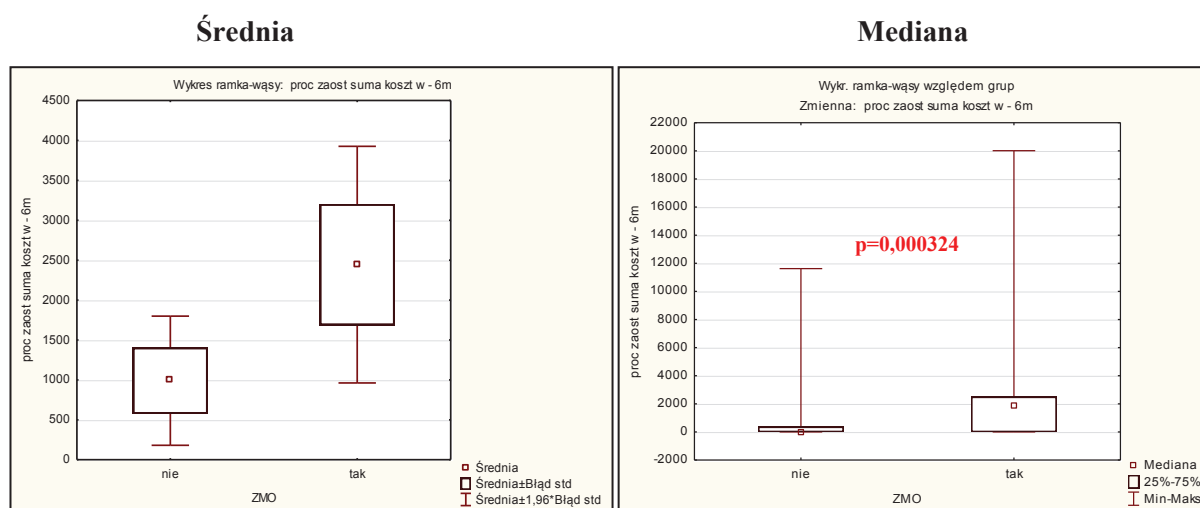 Średnia
Wykres ramka-wąsy: proc zaost suma koszt w - 6m
4500
4000
3500
3000
2500
2000
1500
1000
500
0
proc zaost suma koszt w - 6m
nie
tak
ZMO
Średnia
Średnia±Błąd std
Średnia±1,96*Błąd std
Mediana
Wykr. ramka-wąsy względem grup
Zmienna: proc zaost suma koszt w - 6m
22000
20000
18000
16000
14000
12000
10000
8000
6000
4000
2000
0
-2000
proc zaost suma koszt w - 6m
p=0,000324
nie
tak
ZMO
Mediana
25%-75%
Min-Maks